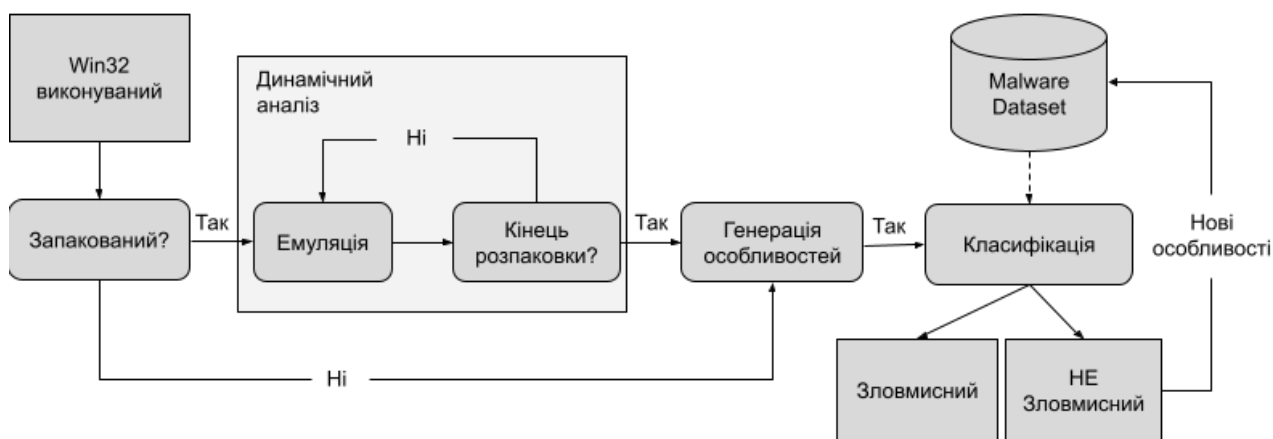 Win32
виконуваний
Динамічний
аналіз
Malware
Dataset
Ні
Запакований?
Так
Емуляція
Кінець
розпаковки?
Так
Генерація
особливостей
Так
Класифікація
Нові
особливості
Ні
Зловмисний
НЕ
Зловмисний